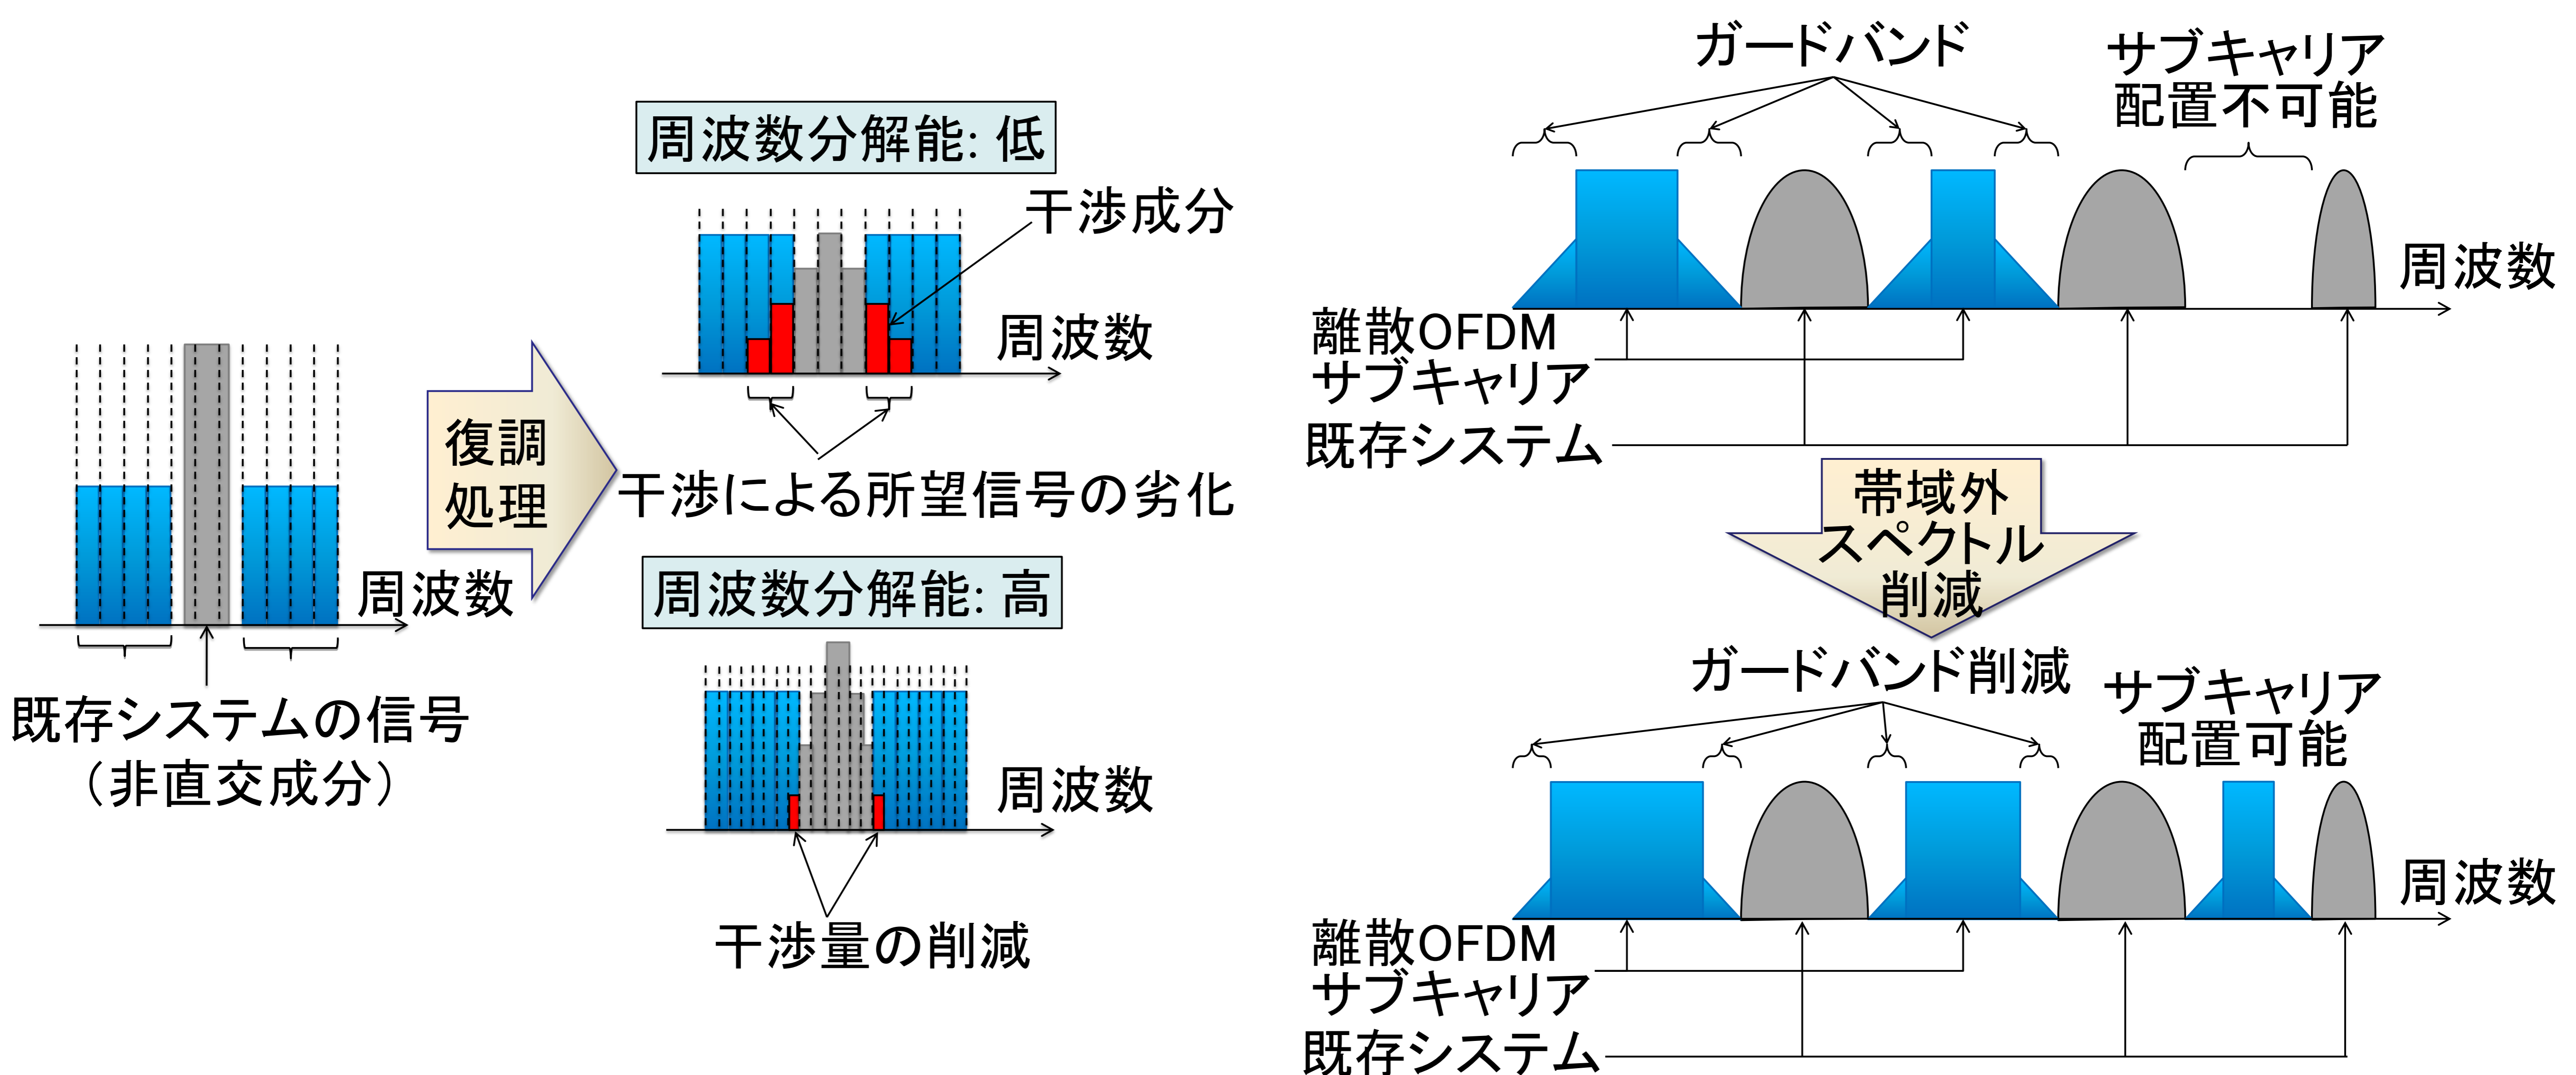 周波数分解能: 低
干渉成分
周波数
干渉による所望信号の劣化
復調
処理
周波数
既存システムの信号
（非直交成分）
周波数分解能: 高
周波数
干渉量の削減
ガードバンド
サブキャリア
配置不可能
周波数
離散OFDM
サブキャリア
既存システム
帯域外
スペクトル
削減
ガードバンド削減
サブキャリア
配置可能
周波数
離散OFDM
サブキャリア
既存システム